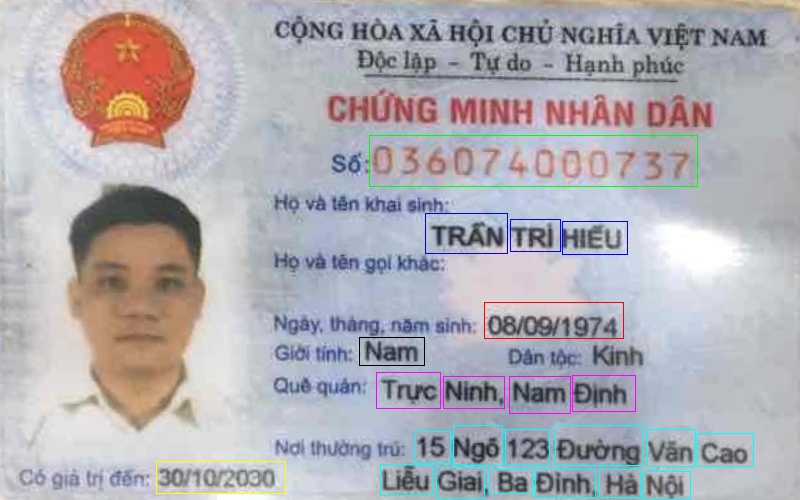 CỘNG HÒA XÃ HỘI CHỦ NGHĨA VIỆT NAM
Độc lập - Tự do - Hạnh phúc
CHỨNG MINH NHÂN DÂN
Số: 036074000737
Họ và tên khai sinh:
TRẦN TRÍ HIẾU
Họ và tên gọi khác:
Ngày, tháng, năm sinh: 08/09/1974
Giới tính: Nam Dân tộc: Kinh
Quê quán: Trực Ninh, Nam Định
Nơi thường trú: 15 Ngõ 123 Đường Văn Cao
Liễu Giai, Ba Đình, Hà Nội
Có giá trị đến: 30/10/2030